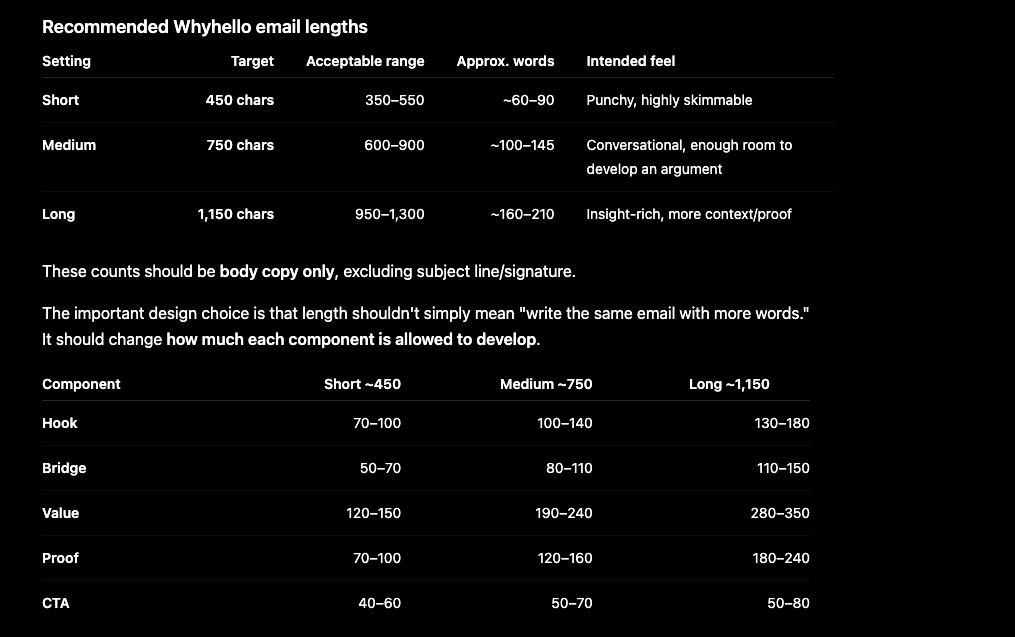 Recommended Whyhello email lengths
Setting Target Acceptable range Approx. words Intended feel
Short 450 chars 350–550 ~60–90 Punchy, highly skimmable
Medium 750 chars 600–900 ~100–145 Conversational, enough room to
develop an argument
Long 1,150 chars 950–1,300 ~160–210 Insight-rich, more context/proof
These counts should be body copy only, excluding subject line/signature.
The important design choice is that length shouldn't simply mean "write the same email with more words."
It should change how much each component is allowed to develop.
Component Short ~450 Medium ~750 Long ~1,150
Hook 70–100 100–140 130–180
Bridge 50–70 80–110 110–150
Value 120–150 190–240 280–350
Proof 70–100 120–160 180–240
CTA 40–60 50–70 50–80